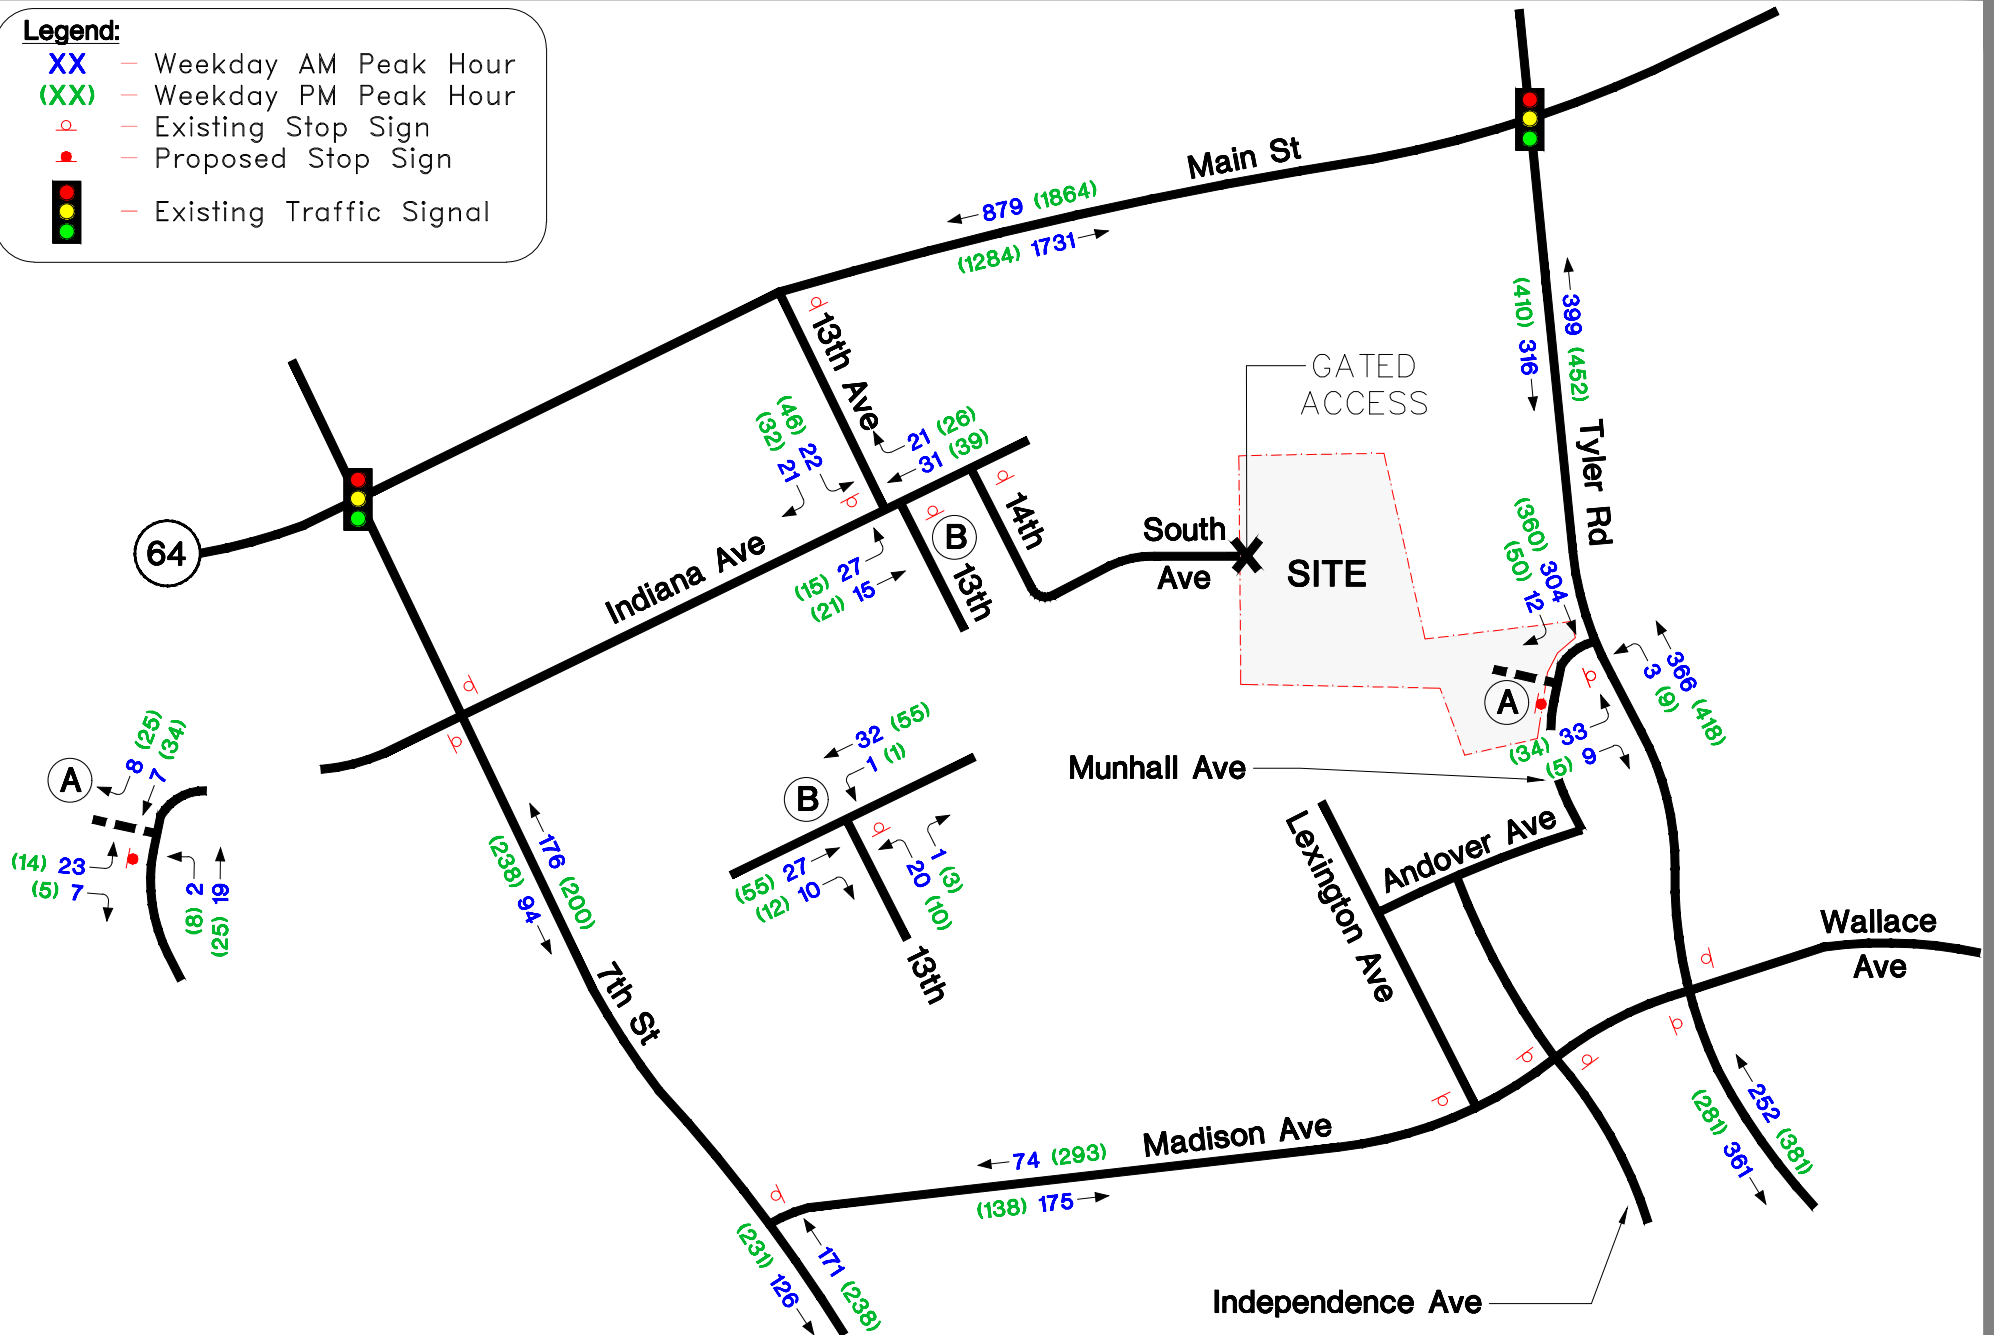 Legend:
XX – Weekday AM Peak Hour
(XX) – Weekday PM Peak Hour
– Existing Stop Sign
– Proposed Stop Sign
– Existing Traffic Signal
Main St
879 (1864)
(1284) 1731
13th Ave
(46) 22
(32) 21
21 (26)
31 (39)
(410) 316
399 (452)
GATED
ACCESS
Tyler Rd
64
Indiana Ave
(15) 27
(21) 15
B
13th
14th
South
Ave
SITE
(360) 304
(50) 12
366 (418)
3 (9)
A
(34) 33
(5) 9
Munhall Ave
A
8 (25)
7 (34)
(14) 23
(5) 7
(8) 2
(25) 19
176 (200)
(238) 94
7th St
B
32 (55)
1 (1)
(55) 27
(12) 10
1 (3)
20 (10)
13th
Lexington Ave
Andover Ave
Wallace
Ave
Madison Ave
74 (293)
(138) 175
252 (381)
(281) 361
(231) 126
171 (238)
Independence Ave